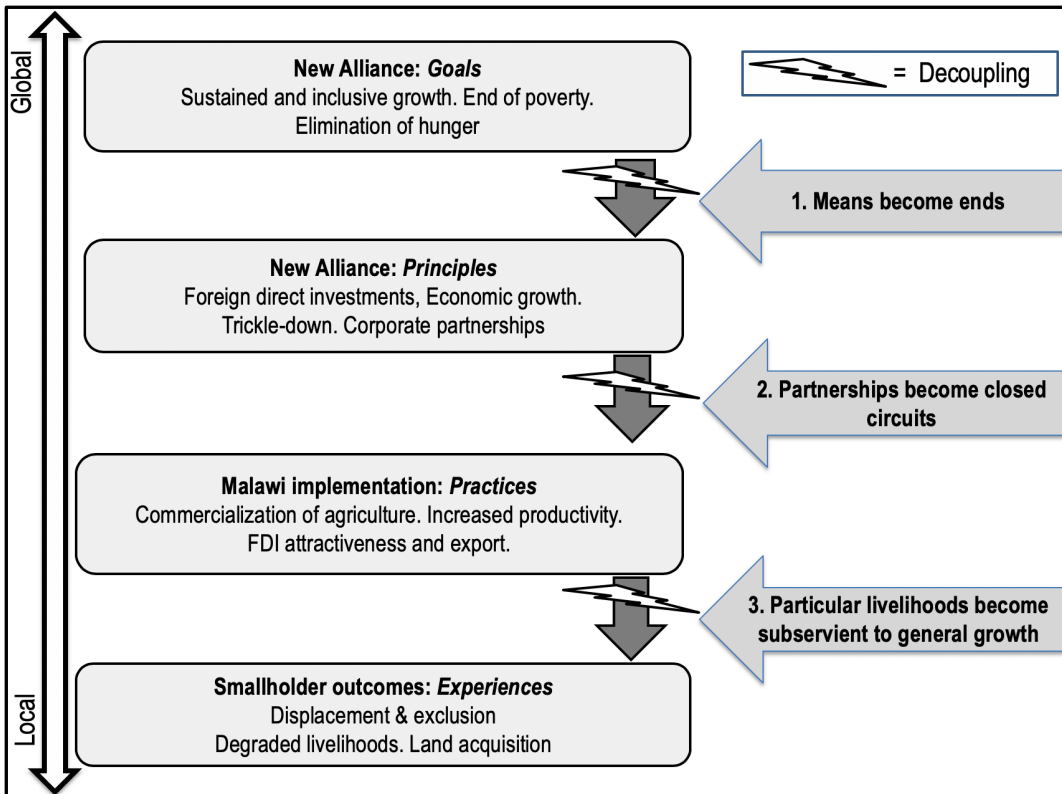 Global
New Alliance: Goals
Sustained and inclusive growth. End of poverty.
Elimination of hunger
= Decoupling
1. Means become ends
New Alliance: Principles
Foreign direct investments, Economic growth.
Trickle-down. Corporate partnerships
2. Partnerships become closed
circuits
Malawi implementation: Practices
Commercialization of agriculture. Increased productivity.
FDI attractiveness and export.
3. Particular livelihoods become
subservient to general growth
Smallholder outcomes: Experiences
Displacement & exclusion
Degraded livelihoods. Land acquisition
Local